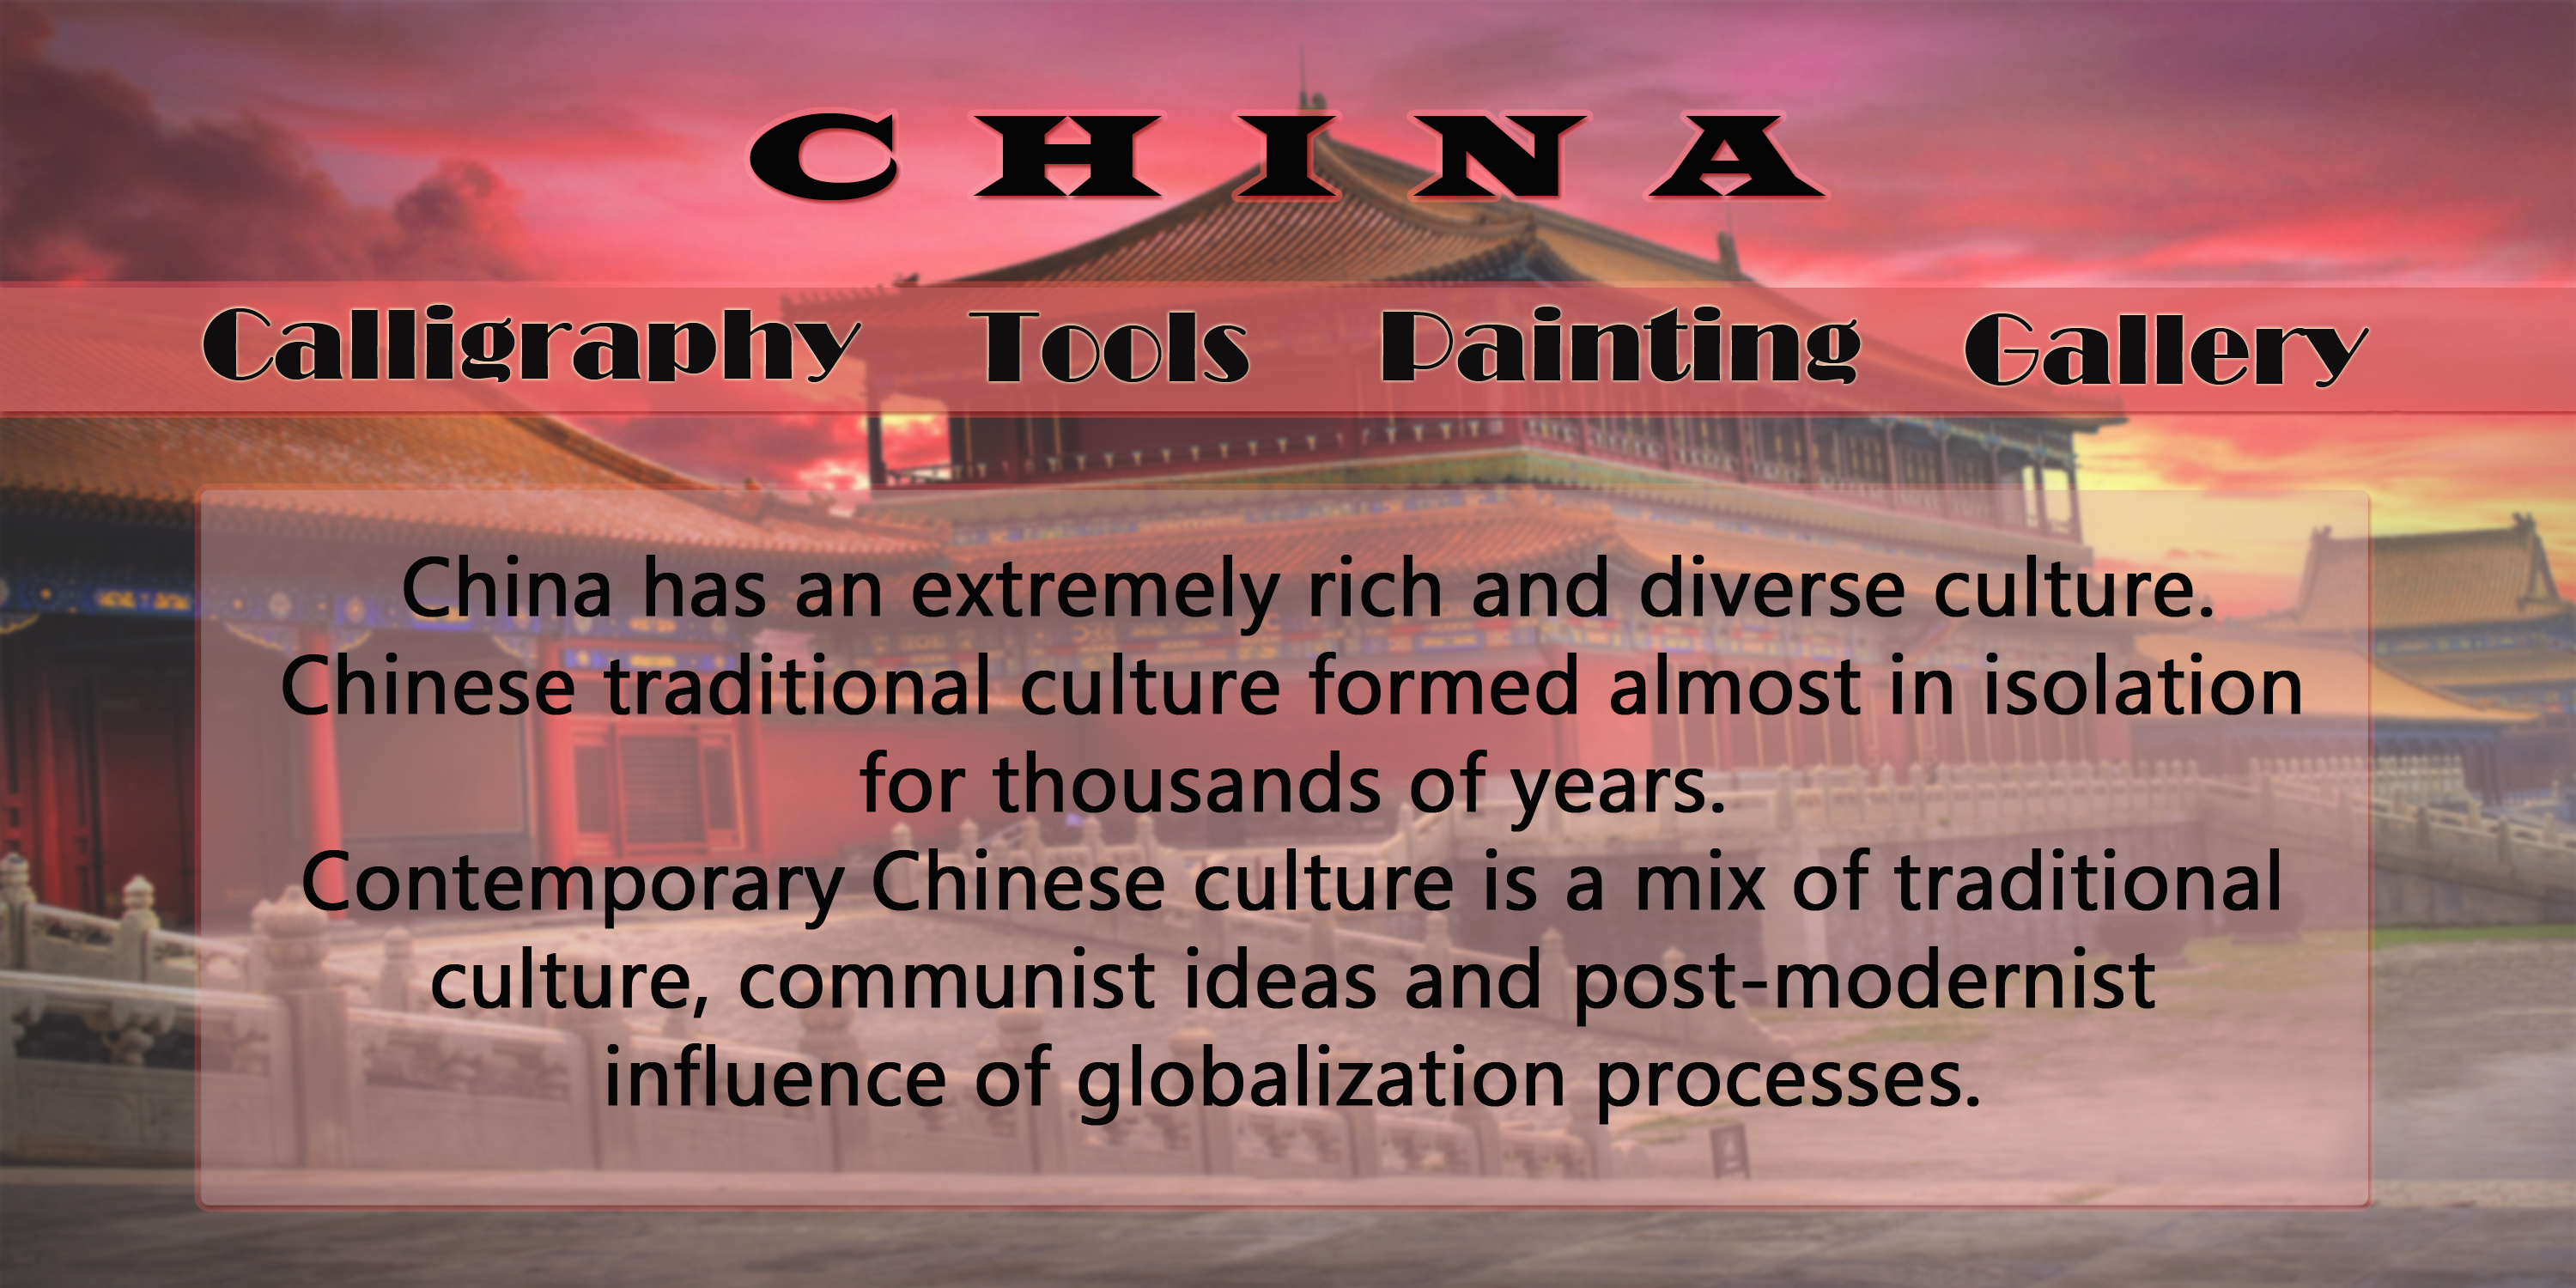 CHINA
Calligraphy Tools Painting Gallery
China has an extremely rich and diverse culture.
Chinese traditional culture formed almost in isolation
for thousands of years.
Contemporary Chinese culture is a mix of traditional
culture, communist ideas and post-modernist
influence of globalization processes.